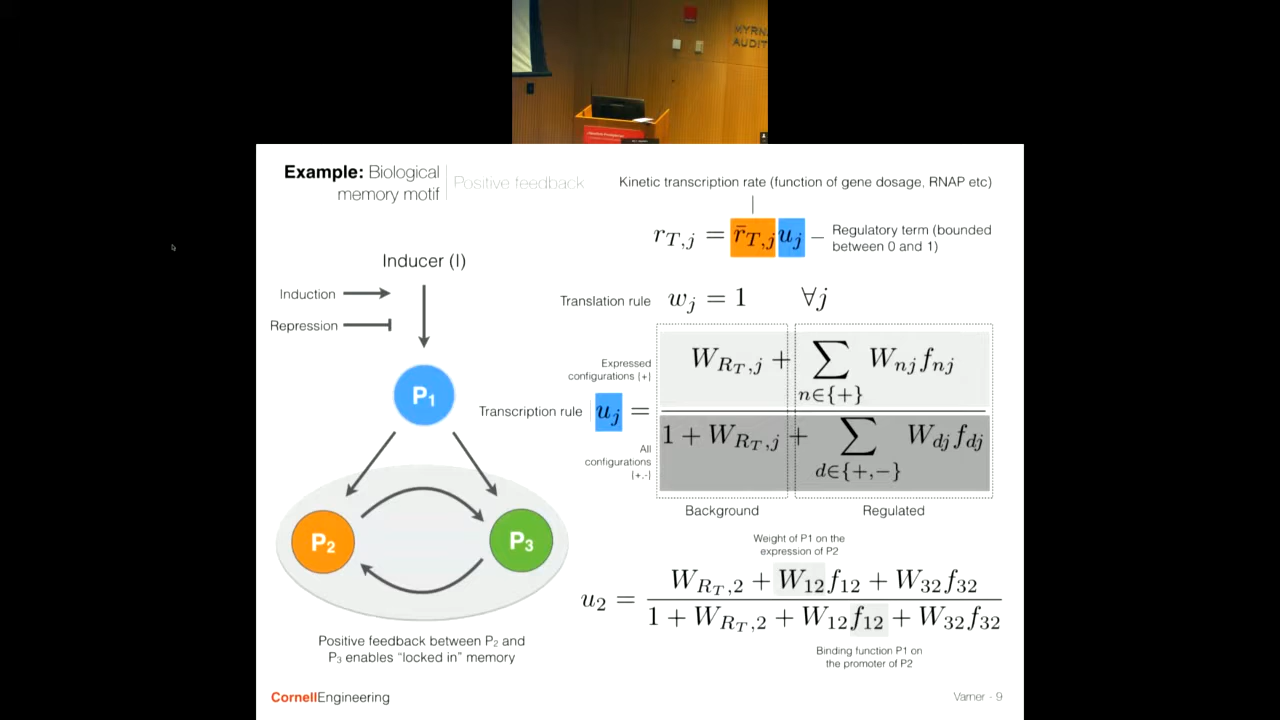 MYRN
AUDIT
Example: Biological
memory motif
Positive feedback
Kinetic transcription rate (function of gene dosage, RNAP etc)
r_{T,j} = \bar{r}_{T,j} u_j
Regulatory term (bounded
between 0 and 1)
Inducer (I)
Induction
Repression
Translation rule w_j = 1 ∀j
Expressed
configurations {+}
W_{R_T,j} + ∑_{n∈{+}} W_{nj} f_{nj}
P₁
Transcription rule u_j =
All
configurations
{+,-}
1 + W_{R_T,j} + ∑_{d∈{+,−}} W_{dj} f_{dj}
Background
Regulated
P₂
P₃
Weight of P1 on the
expression of P2
u_2 =
W_{R_T,2} + W_{12} f_{12} + W_{32} f_{32}
1 + W_{R_T,2} + W_{12} f_{12} + W_{32} f_{32}
Binding function P1 on
the promoter of P2
Positive feedback between P₂ and
P₃ enables “locked in” memory
CornellEngineering
Varner - 9